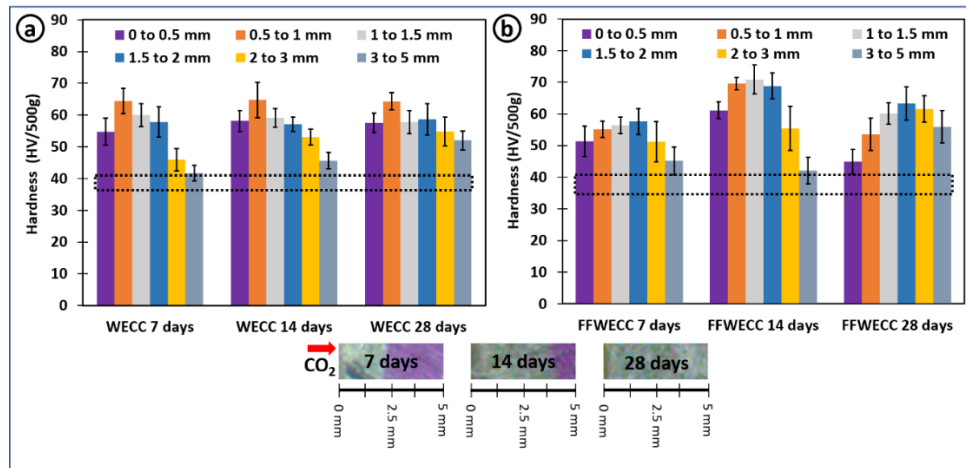 a
90
80
70
60
50
40
30
20
10
0
Hardness (HV/500g)
0 to 0.5 mm
0.5 to 1 mm
1 to 1.5 mm
1.5 to 2 mm
2 to 3 mm
3 to 5 mm
WECC 7 days
WECC 14 days
WECC 28 days
b
90
80
70
60
50
40
30
20
10
0
Hardness (HV/500g)
0 to 0.5 mm
0.5 to 1 mm
1 to 1.5 mm
1.5 to 2 mm
2 to 3 mm
3 to 5 mm
FFWECC 7 days
FFWECC 14 days
FFWECC 28 days
CO₂
7 days
14 days
28 days
0 mm
2.5 mm
5 mm
0 mm
2.5 mm
5 mm
0 mm
2.5 mm
5 mm